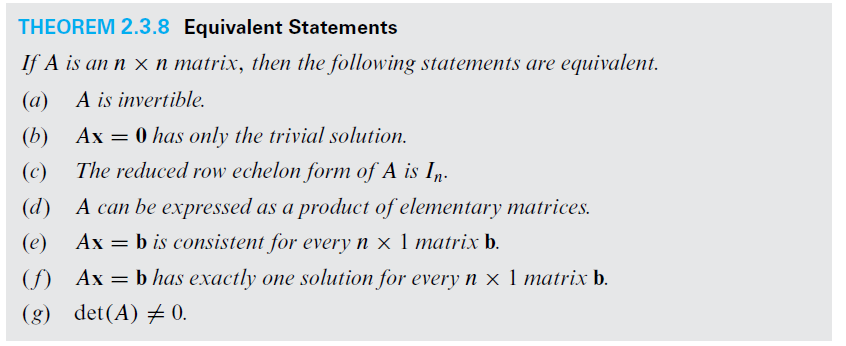 THEOREM 2.3.8 Equivalent Statements
If A is an n × n matrix, then the following statements are equivalent.
(a) A is invertible.
(b) Ax = 0 has only the trivial solution.
(c) The reduced row echelon form of A is Iₙ.
(d) A can be expressed as a product of elementary matrices.
(e) Ax = b is consistent for every n × 1 matrix b.
(f) Ax = b has exactly one solution for every n × 1 matrix b.
(g) det(A) ≠ 0.